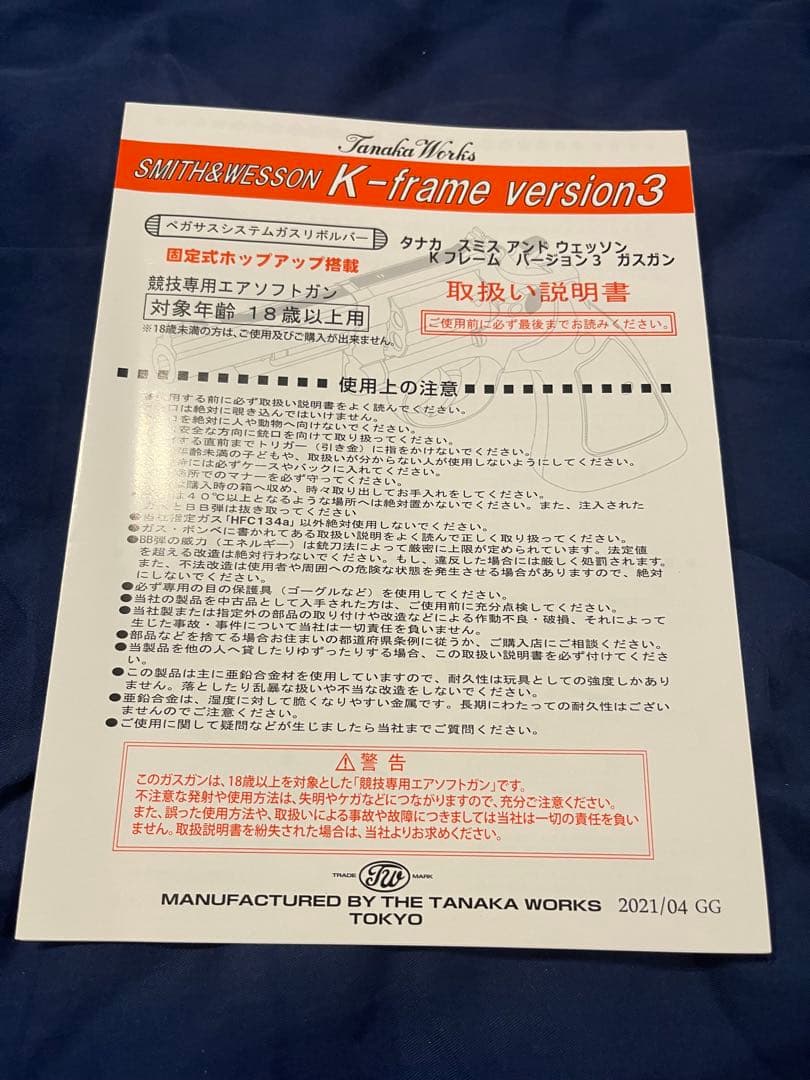 Tanaka Works
SMITH&WESSON K-frame version3
ペガサスシステムガスリボルバー
固定式ホップアップ搭載
競技専用エアソフトガン
対象年齢 18歳以上用
※18歳未満の方は、ご使用及びご購入が出来ません。
タナカ スミス アンド ウェッソン
Kフレーム バージョン3 ガスガン
取扱い説明書
ご使用前に必ず最後までお読みください。
使用上の注意
用する前に必ず取扱い説明書をよく読んでください。
口は絶対に覗き込んではいけません。
を絶対に人や動物へ向けないでください。
安全な方向に銃口を向けて取り扱ってください。
する直前までトリガー（引き金）に指をかけないでください。
年齢未満の子どもや、取扱いが分からない人が使用しないようにしてください。
時には必ずケースやバックに入れてください。
場所でのマナーを必ず守ってください。
は購入時の箱へ収め、時々取り出してお手入れをしてください。
は40℃以上となるような場所へは絶対置かないでください。また、注入された
とBB弾は抜き取ってください
●当社指定ガス「HFC134a」以外絶対使用しないでください。
●ガス・ボンベに書かれてある取扱い説明をよく読んで正しく取り扱ってください。
●BB弾の威力（エネルギー）は銃刀法によって厳密に上限が定められています。法定値
を超える改造は絶対行わないでください。もし、違反した場合には厳しく処罰されます。
また、不法改造は使用者や周囲への危険な状態を発生させる場合がありますので、絶対
にしないでください。
●必ず専用の目の保護具（ゴーグルなど）を使用してください。
●当社の製品を中古品として入手された方は、ご使用前に充分点検してください。
●当社製または指定外の部品の取り付けや改造などによる作動不良・破損、それによって
生じた事故・事件について当社は一切責任を負いません。
●部品などを捨てる場合お住まいの都道府県条例に従うか、ご購入店にご相談ください。
●当製品を他の人へ貸したりゆずったりする場合、この取扱い説明書を必ず付けてくださ
い。
●この製品は主に亜鉛合金材を使用していますので、耐久性は玩具としての強度しかあり
ません。落としたり乱暴な扱いや不当な改造をしないでください。
●亜鉛合金は、湿度に対して脆くなりやすい金属です。長期にわたっての耐久性はござい
ませんのでご注意ください。
●ご使用に関して疑問などが生じましたら当社までご質問ください。
⚠警告
このガスガンは、18歳以上を対象とした「競技専用エアソフトガン」です。
不注意な発射や使用方法は、失明やケガなどにつながりますので、充分ご注意ください。
また、誤った使用方法や、取扱いによる事故や故障につきましては当社は一切の責任を負い
ません。取扱説明書を紛失された場合は、当社よりお求めください。
TRADE TW MARK
MANUFACTURED BY THE TANAKA WORKS 2021/04 GG
TOKYO